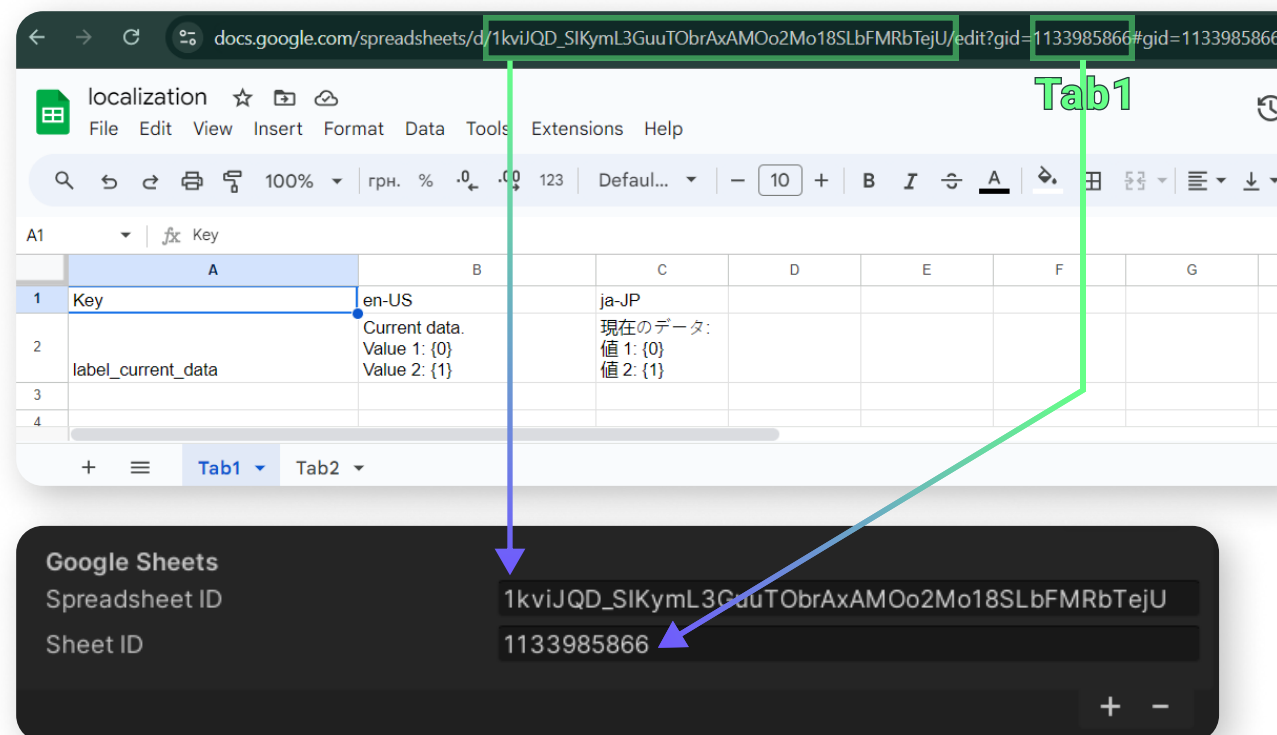 docs.google.com/spreadsheets/d/1kviJQD_SIKymL3GuuTObrAxAMOo2Mo18SLbFMRbTejU/edit?gid=1133985866#gid=1133985866
Tab1
localization
File Edit View Insert Format Data Tools Extensions Help
100% грн. % .0 .00 123 Defaul... 10 B I A
A1 fx Key
A B C D E F G
1 Key en-US ja-JP
Current data. 現在のデータ:
2 Value 1: {0} 値 1: {0}
label_current_data Value 2: {1} 値 2: {1}
3
4
Tab1 Tab2
Google Sheets
Spreadsheet ID 1kviJQD_SIKymL3GuuTObrAxAMOo2Mo18SLbFMRbTejU
Sheet ID 1133985866